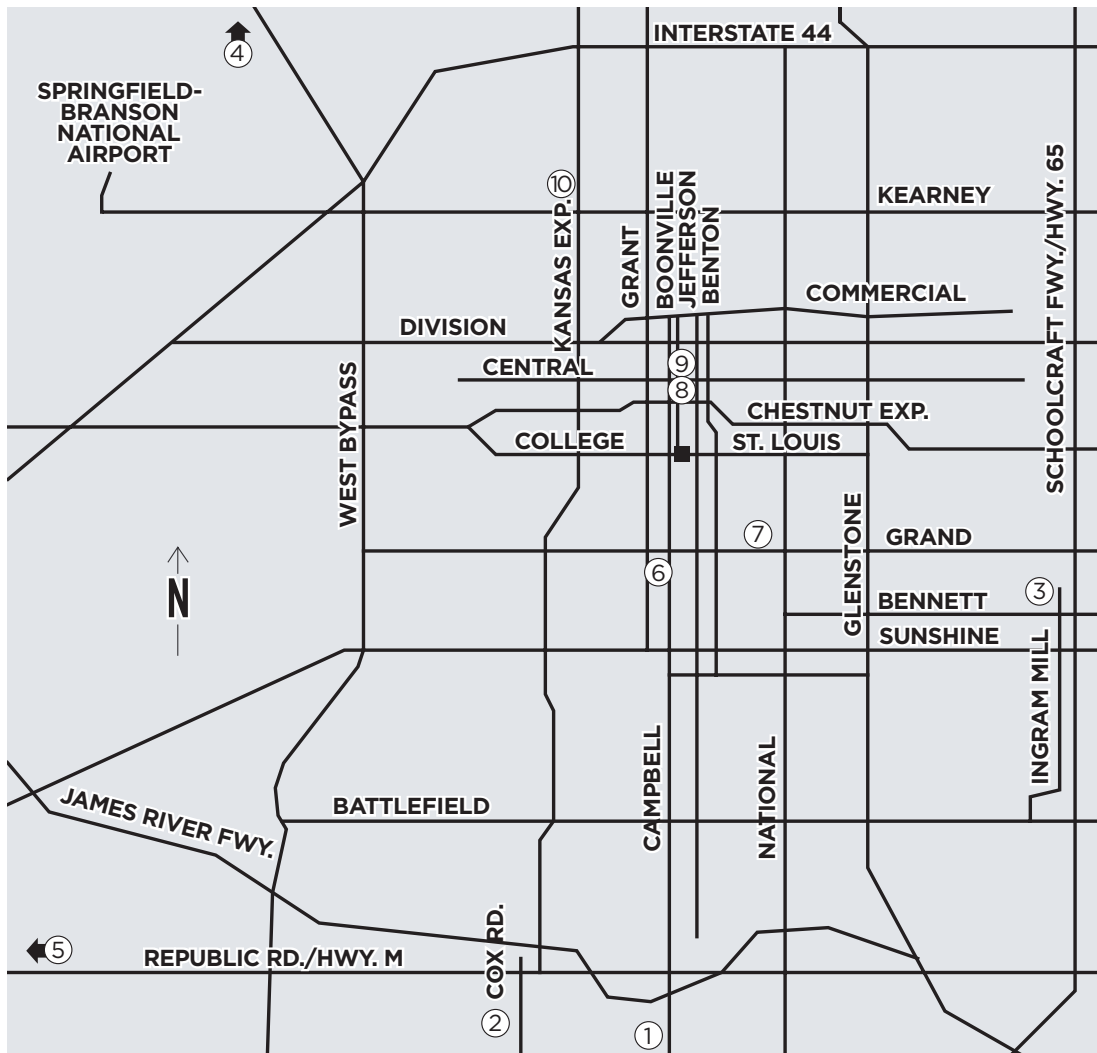 INTERSTATE 44
4
SPRINGFIELD-
BRANSON
NATIONAL
AIRPORT
10
KEARNEY
KANSAS EXP.
GRANT
BOONVILLE
JEFFERSON
BENTON
SCHOOLCRAFT FWY./HWY. 65
COMMERCIAL
DIVISION
9
CENTRAL
8
CHESTNUT EXP.
COLLEGE
ST. LOUIS
WEST BYPASS
7
GRAND
GLENSTONE
6
N
3
BENNETT
SUNSHINE
INGRAM MILL
CAMPBELL
NATIONAL
JAMES RIVER FWY.
BATTLEFIELD
5
REPUBLIC RD./HWY. M
COX RD.
2
1